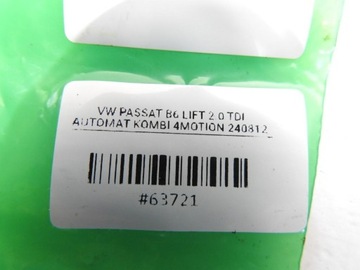 VW PASSAT B6 LIFT 2.0 TDI
AUTOMAT KOMBI 4MOTION 240812
#63721